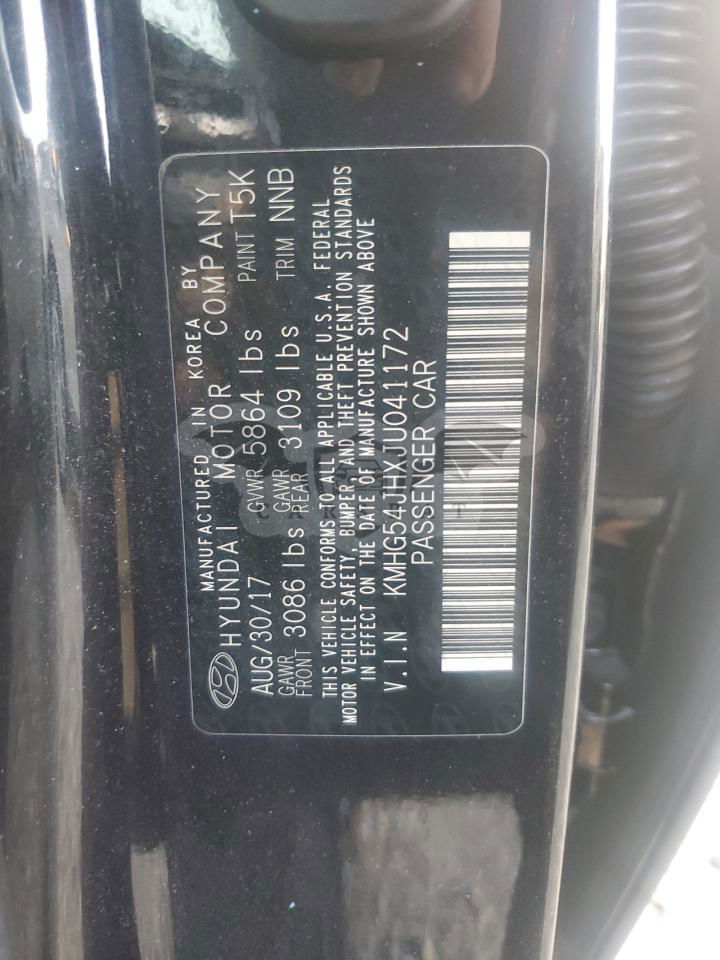 MANUFACTURED IN KOREA BY
HYUNDAI MOTOR COMPANY
AUG/30/17 GVWR 5864 lbs PAINT T5K
GAWR FRONT 3086 lbs GAWR REAR 3109 lbs TRIM NNB
THIS VEHICLE CONFORMS TO ALL APPLICABLE U.S.A. FEDERAL
MOTOR VEHICLE SAFETY, BUMPER, AND THEFT PREVENTION STANDARDS
IN EFFECT ON THE DATE OF MANUFACTURE SHOWN ABOVE
V.I.N KMHG54JHXJU041172
PASSENGER CAR